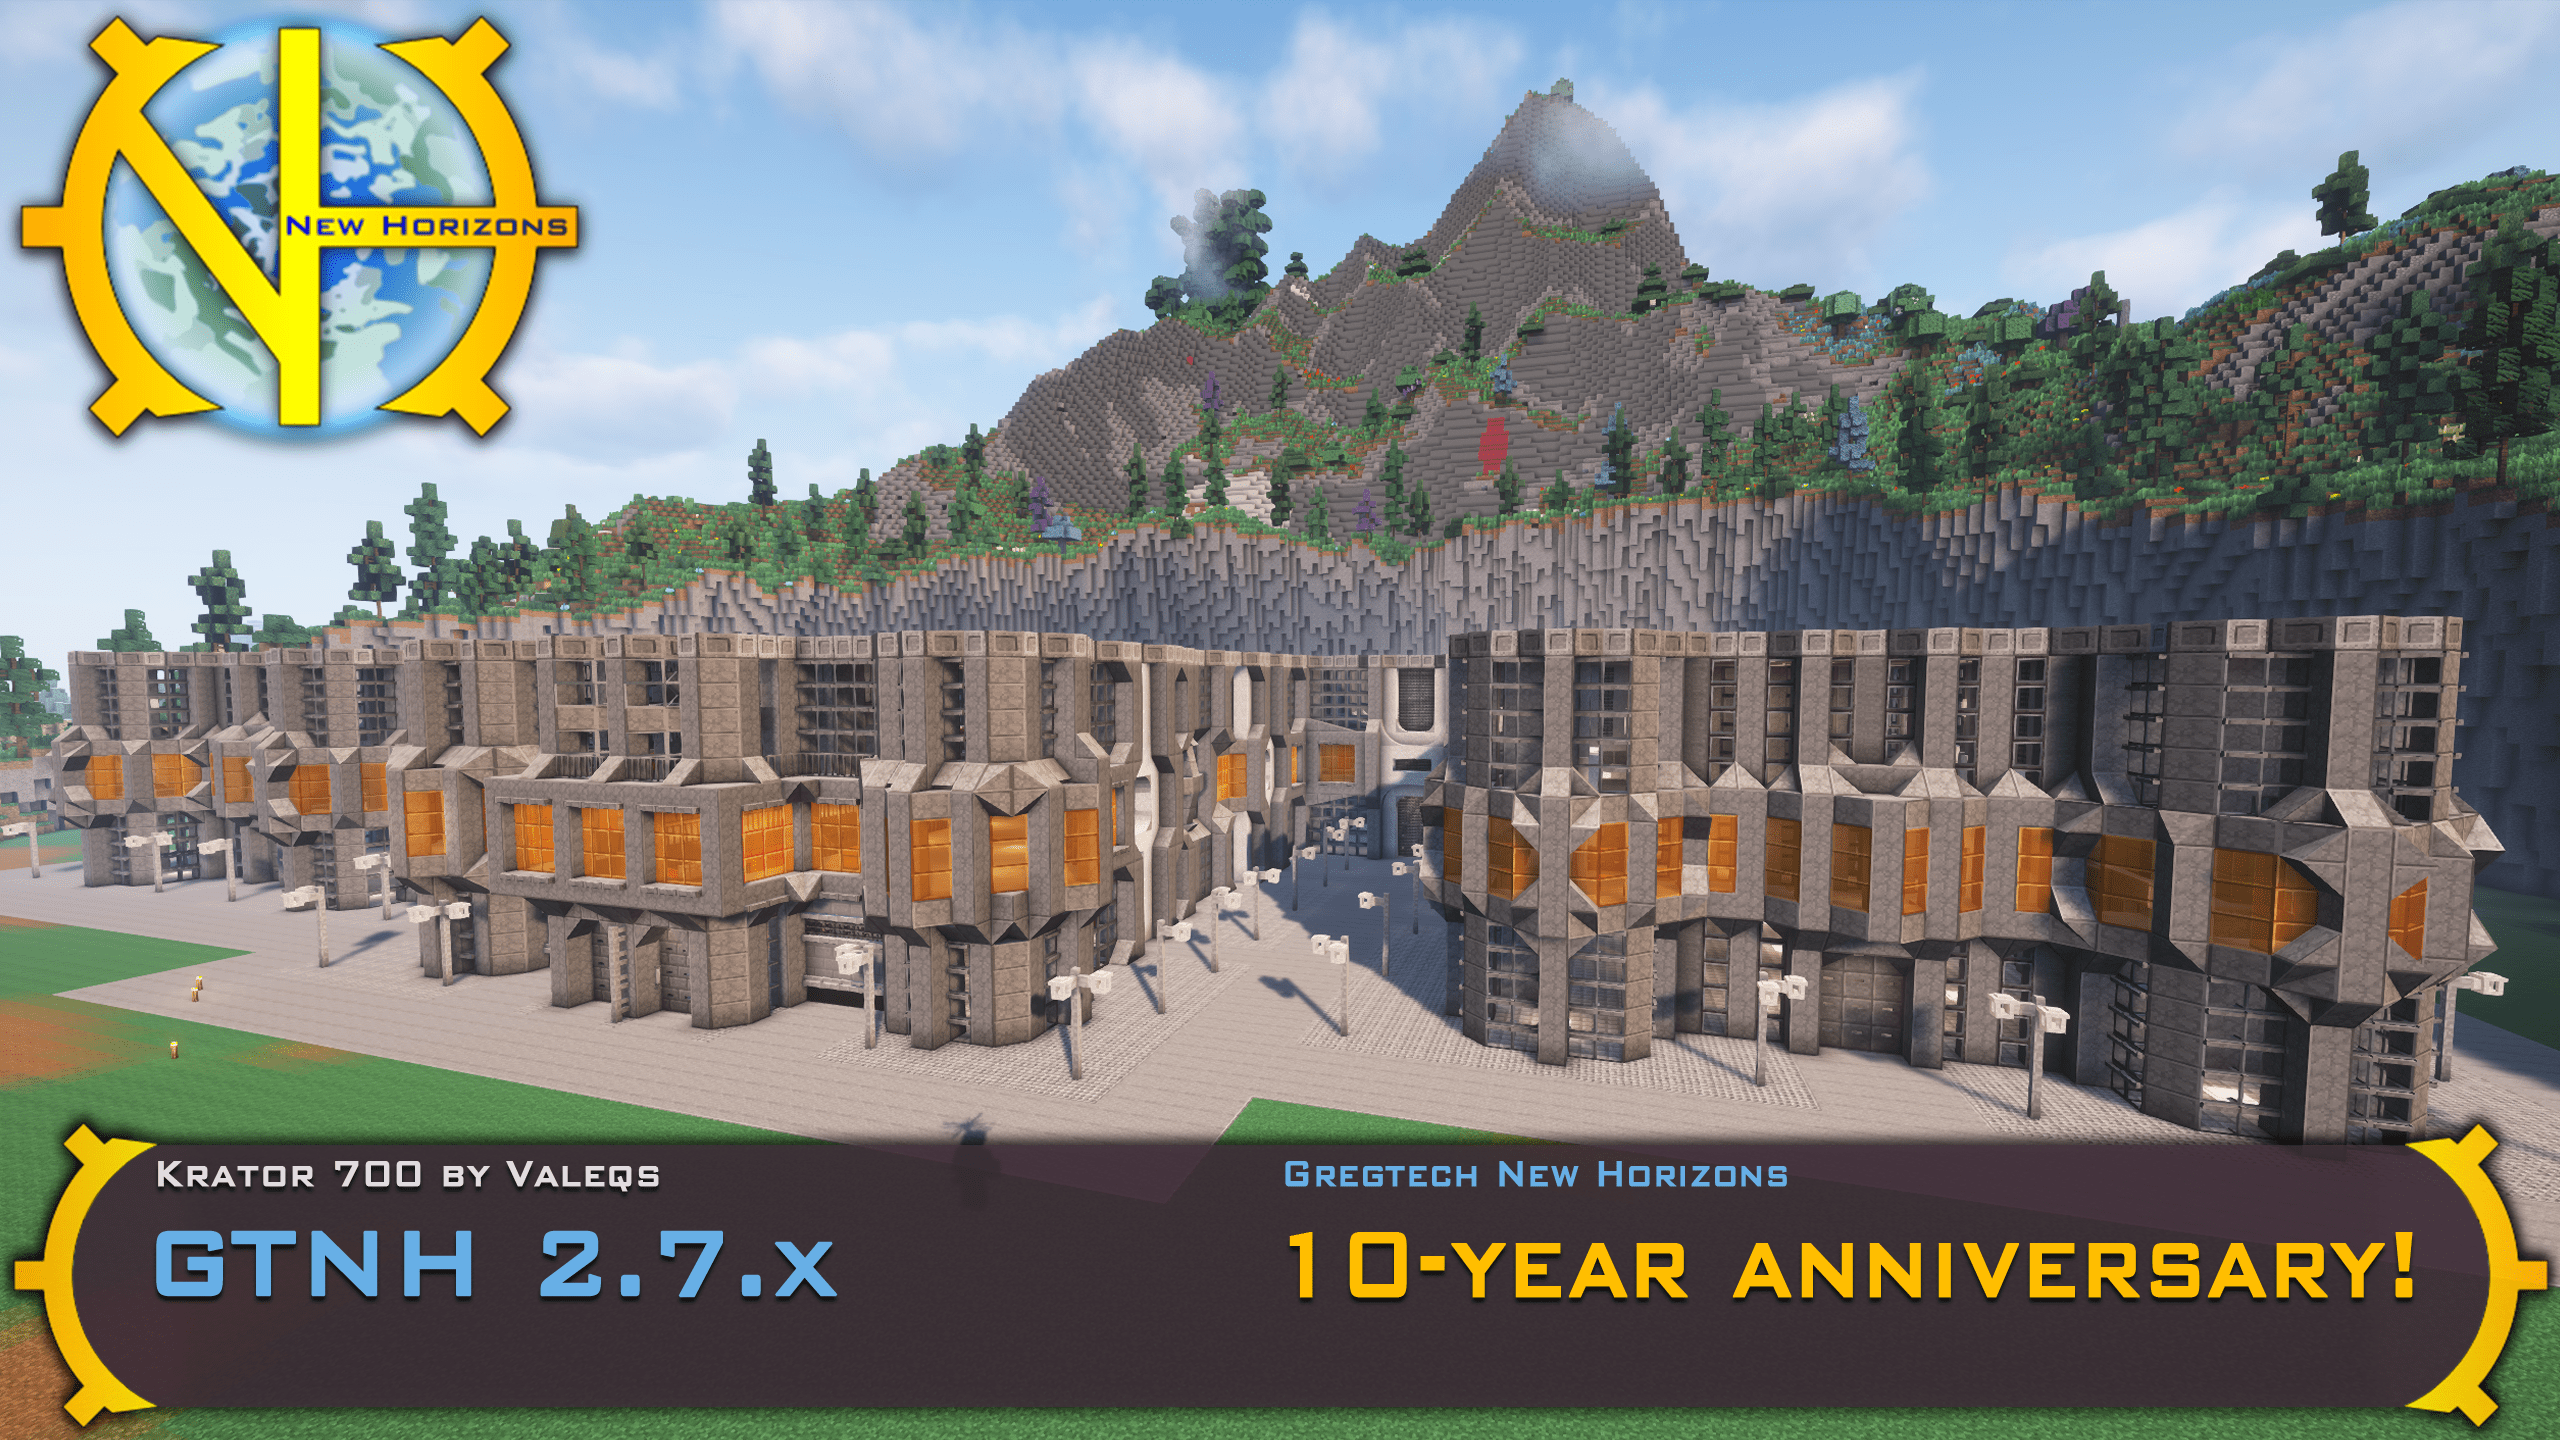 New Horizons
Krator 700 by Valeqs
GTNH 2.7.x
Gregtech New Horizons
10-year anniversary!